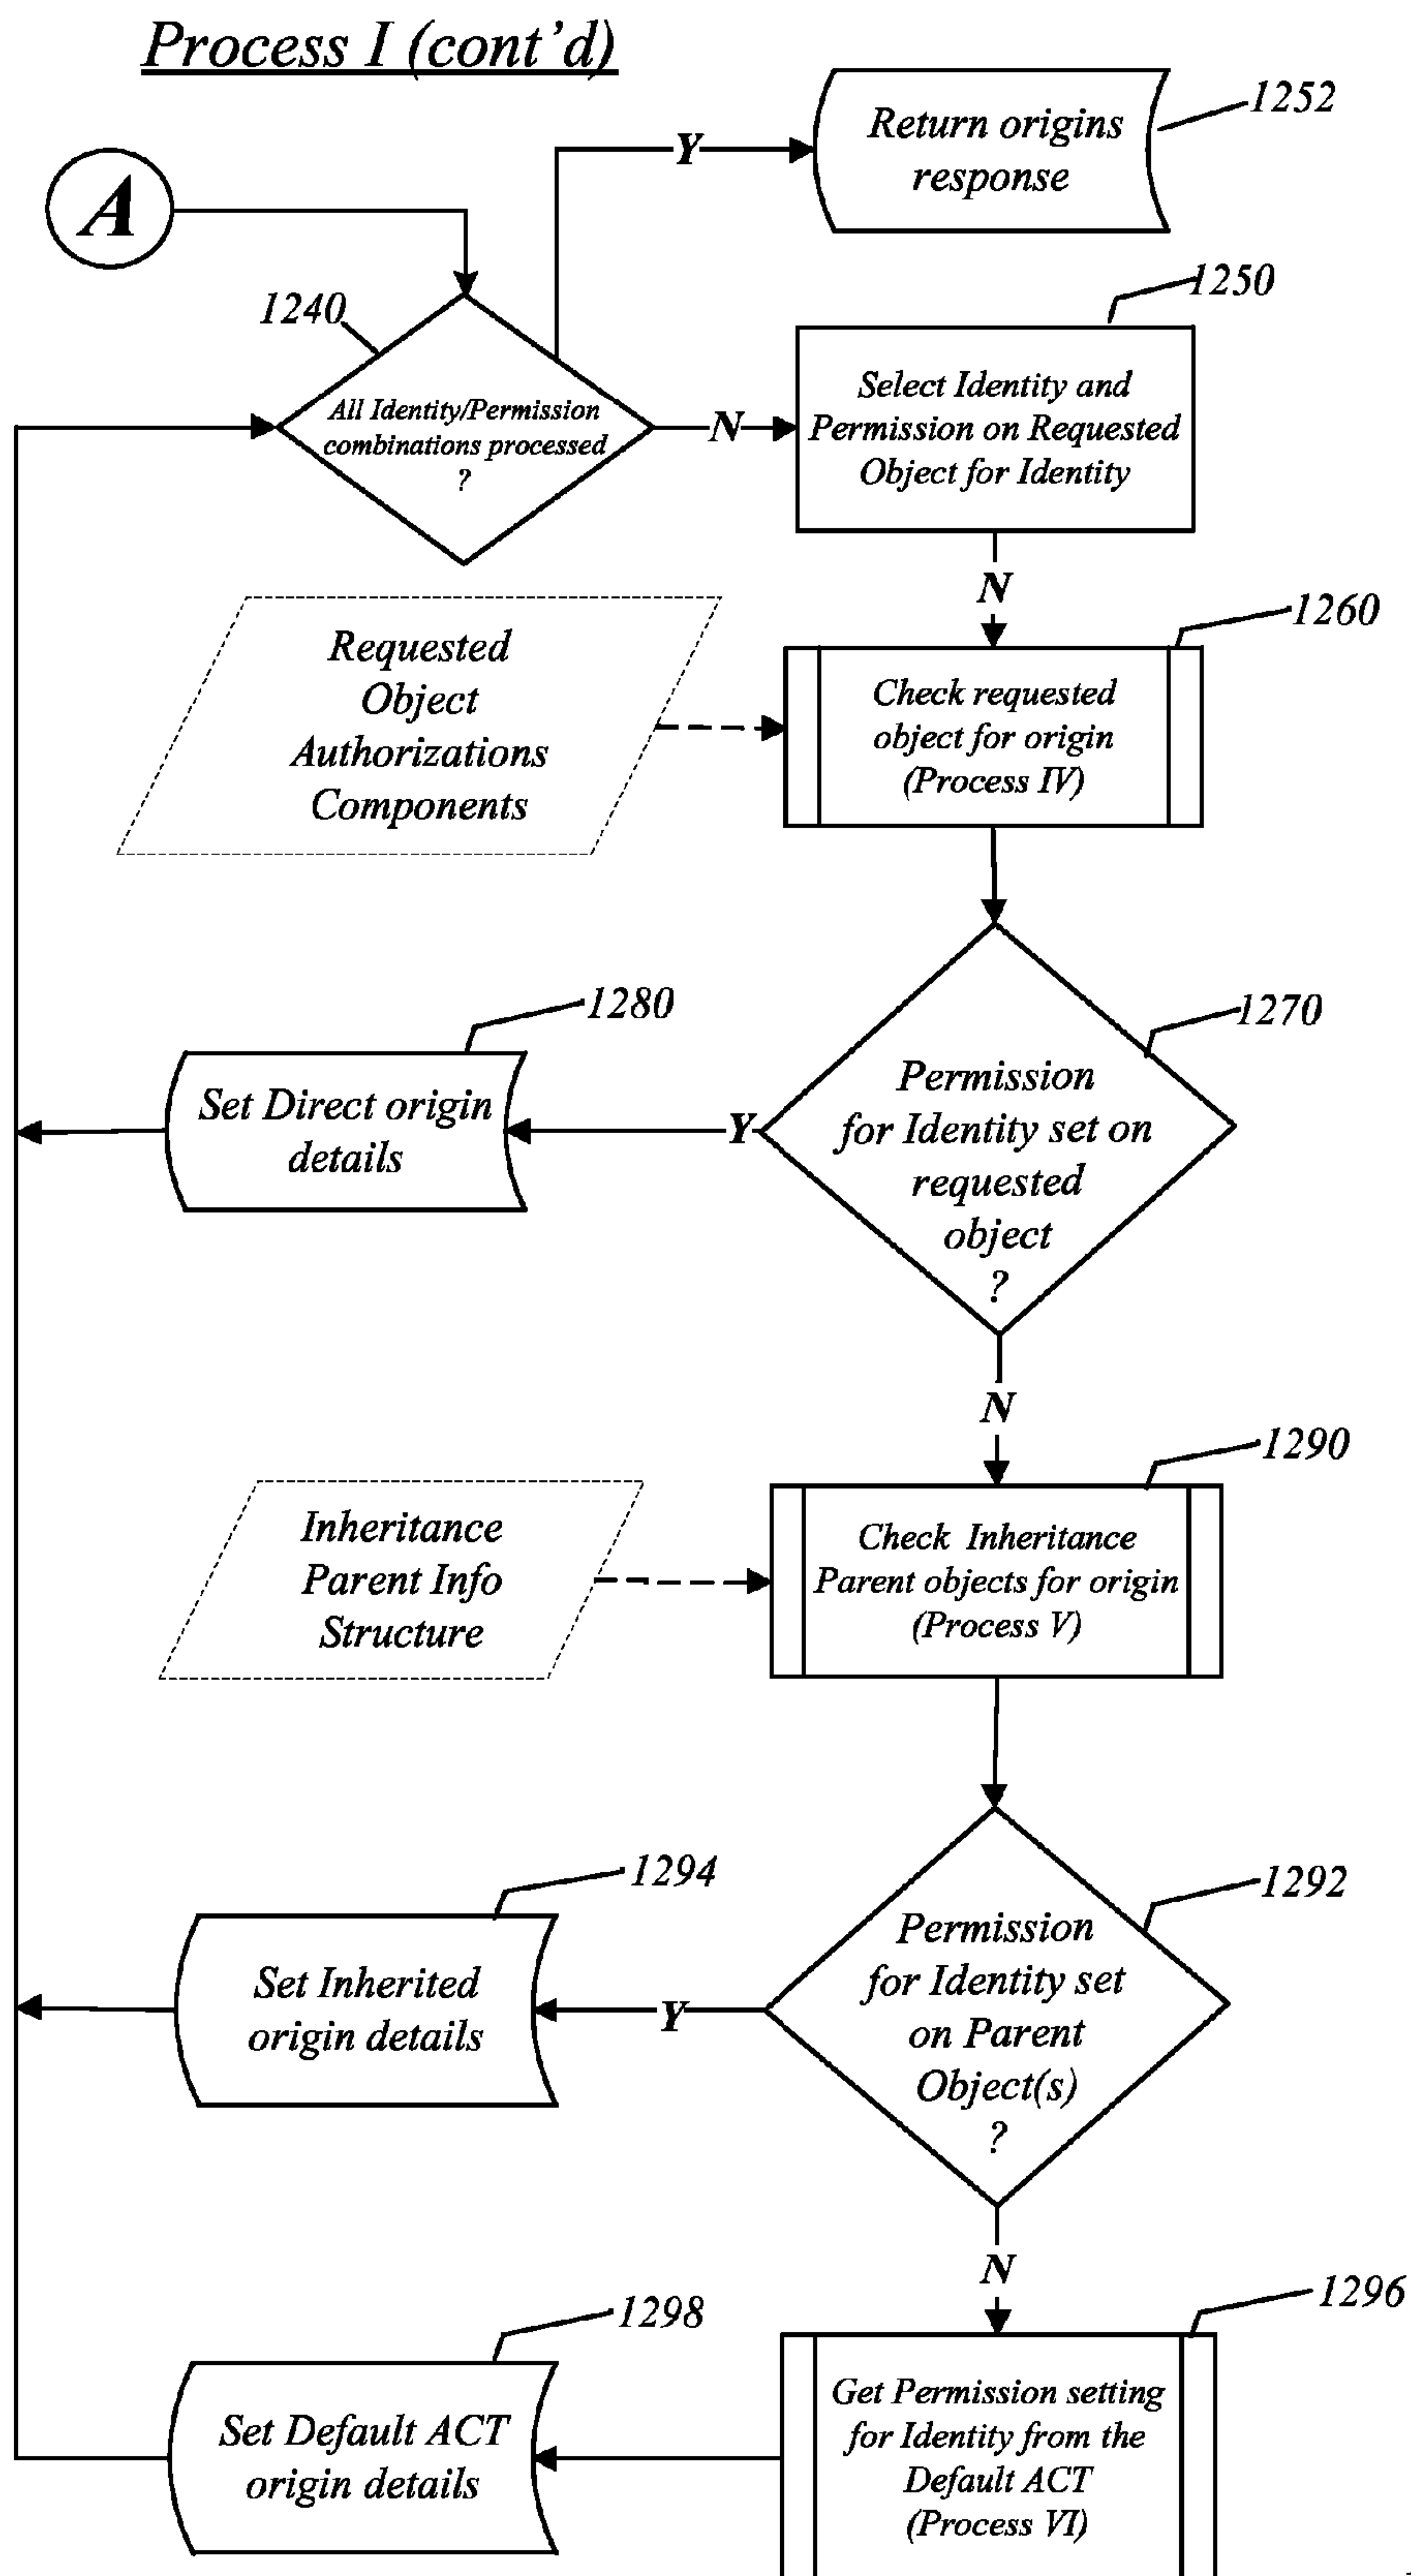 Process I (cont’d)
Return origins
response
1252
A
Y
1240
1250
All Identity/Permission
combinations processed
?
N
Select Identity and
Permission on Requested
Object for Identity
N
Requested
Object
Authorizations
Components
1260
Check requested
object for origin
(Process IV)
1280
1270
Set Direct origin
details
Y
Permission
for Identity set on
requested
object
?
N
1290
Inheritance
Parent Info
Structure
Check Inheritance
Parent objects for origin
(Process V)
1294
1292
Set Inherited
origin details
Y
Permission
for Identity set
on Parent
Object(s)
?
N
1298
1296
Set Default ACT
origin details
Get Permission setting
for Identity from the
Default ACT
(Process VI)